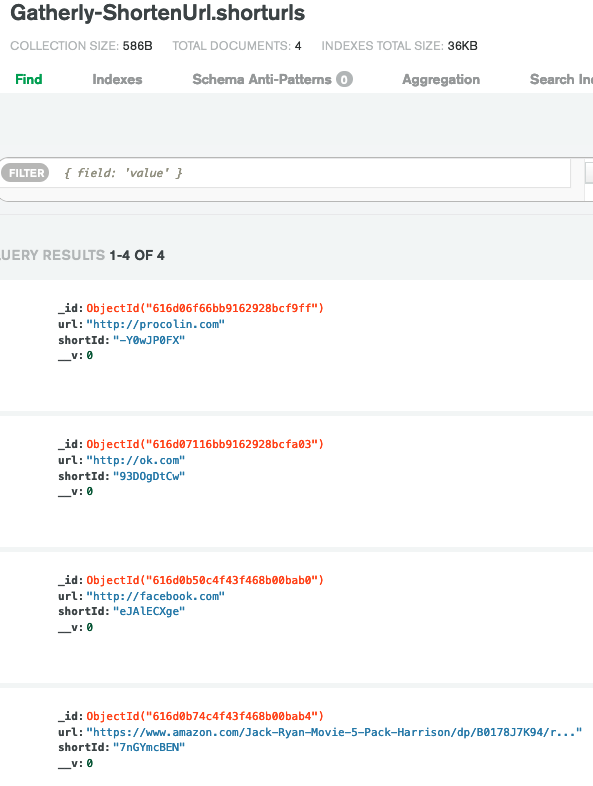 Gatherly-ShortenUrl.shorturls
COLLECTION SIZE: 586B TOTAL DOCUMENTS: 4 INDEXES TOTAL SIZE: 36KB
Find Indexes Schema Anti-Patterns 0 Aggregation Search In
FILTER { field: 'value' }
UERY RESULTS 1-4 OF 4
_id: ObjectId("616d06f66bb9162928bcf9ff")
url: "http://procolin.com"
shortId: "-Y0wJP0FX"
__v: 0
_id: ObjectId("616d07116bb9162928bcfa03")
url: "http://ok.com"
shortId: "93DOgDtCw"
__v: 0
_id: ObjectId("616d0b50c4f43f468b00bab0")
url: "http://facebook.com"
shortId: "eJAlECXge"
__v: 0
_id: ObjectId("616d0b74c4f43f468b00bab4")
url: "https://www.amazon.com/Jack-Ryan-Movie-5-Pack-Harrison/dp/B0178J7K94/r..."
shortId: "7nGYmcBEN"
__v: 0